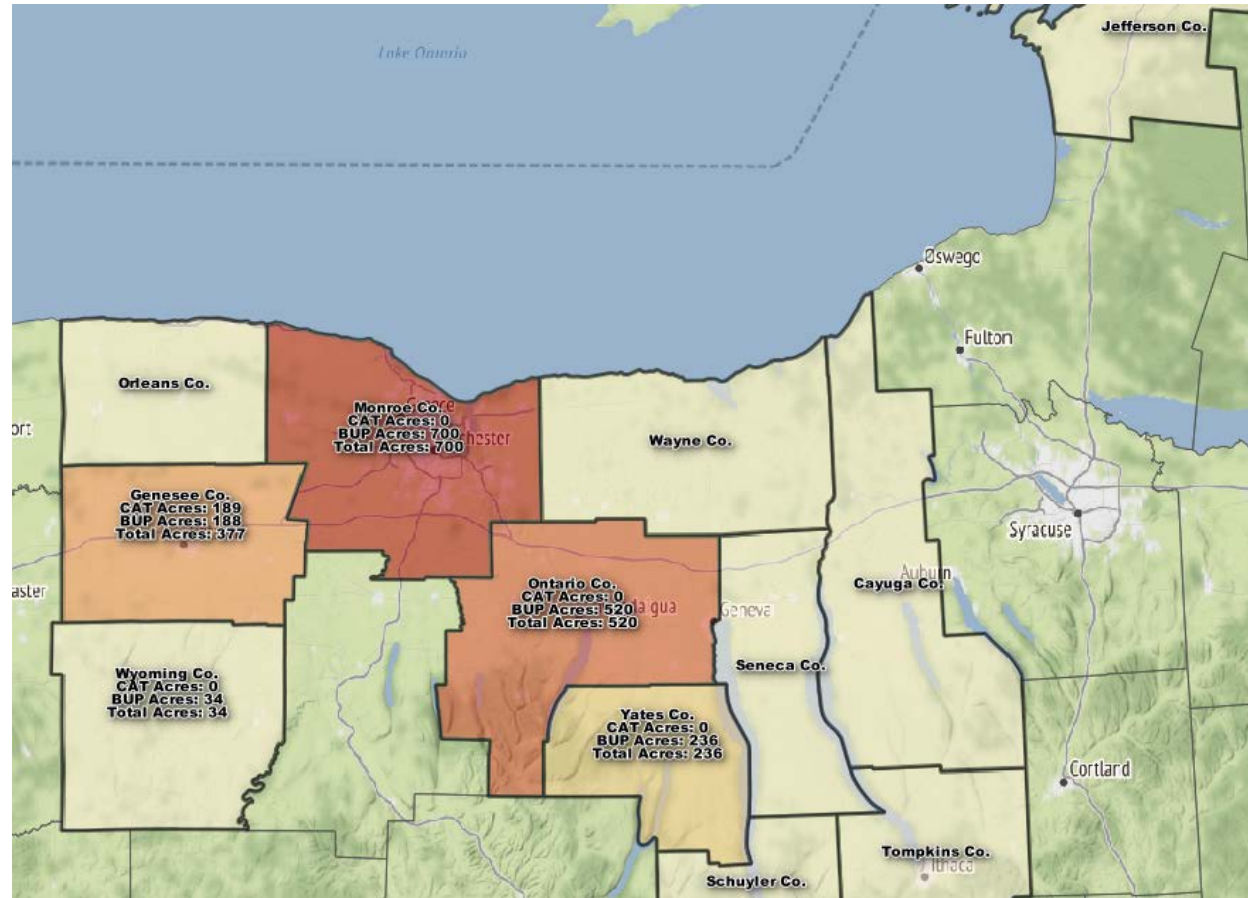 Jefferson Co.
Lake Ontario
Oswego
Fulton
Orleans Co.
Monroe Co.
CAT Acres: 0
BUP Acres: 700
Total Acres: 700
Wayne Co.
Genesee Co.
CAT Acres: 189
BUP Acres: 188
Total Acres: 377
Syracuse
Ontario Co.
CAT Acres: 0
BUP Acres: 520
Total Acres: 520
Geneva
Auburn
Cayuga Co.
Seneca Co.
Wyoming Co.
CAT Acres: 0
BUP Acres: 34
Total Acres: 34
Yates Co.
CAT Acres: 0
BUP Acres: 236
Total Acres: 236
Cortland
Tompkins Co.
Ithaca
Schuyler Co.